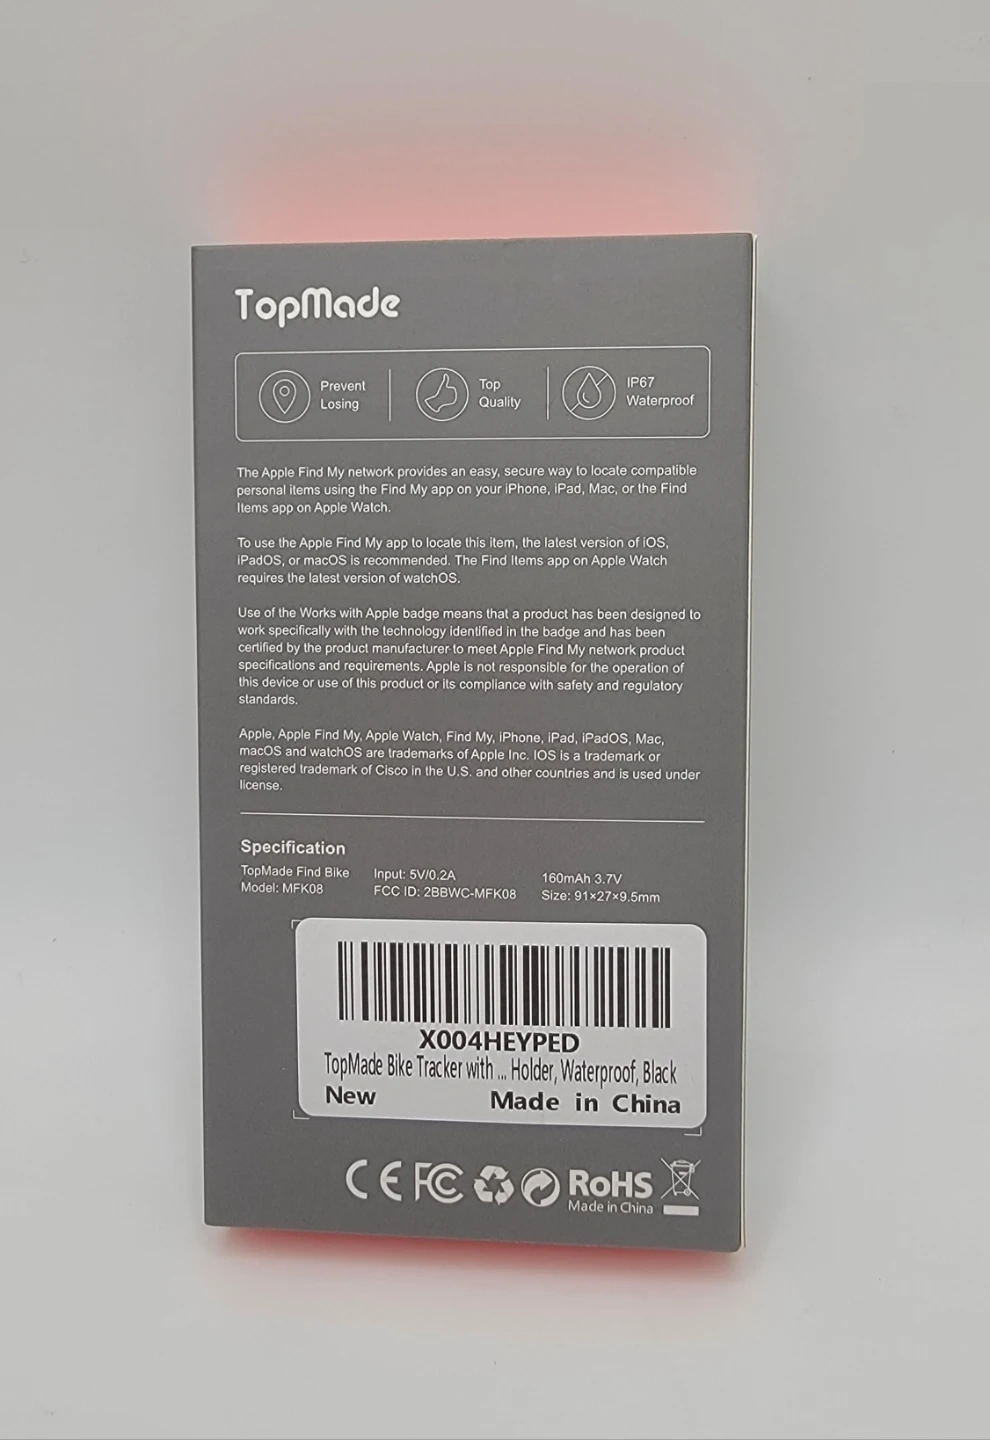 TopMade
Prevent
Losing
Top
Quality
IP67
Waterproof
The Apple Find My network provides an easy, secure way to locate compatible
personal items using the Find My app on your iPhone, iPad, Mac, or the Find
Items app on Apple Watch.
To use the Apple Find My app to locate this item, the latest version of IOS,
iPadOS, or macOS is recommended. The Find Items app on Apple Watch
requires the latest version of watchOS.
Use of the Works with Apple badge means that a product has been designed to
work specifically with the technology identified in the badge and has been
certified by the product manufacturer to meet Apple Find My network product
specifications and requirements. Apple is not responsible for the operation of
this device or use of this product or its compliance with safety and regulatory
standards.
Apple, Apple Find My, Apple Watch, Find My, iPhone, iPad, iPadOS, Mac,
macOS and watchOS are trademarks of Apple Inc. IOS is a trademark or
registered trademark of Cisco in the U.S. and other countries and is used under
license.
Specification
TopMade Find Bike
Model: MFK08
Input: 5V/0.2A
FCC ID: 2BBWC-MFK08
160mAh 3.7V
Size: 91×27×9.5mm
X004HEYPED
TopMade Bike Tracker with ... Holder, Waterproof, Black
New Made in China
CE FC RoHS
Made in China